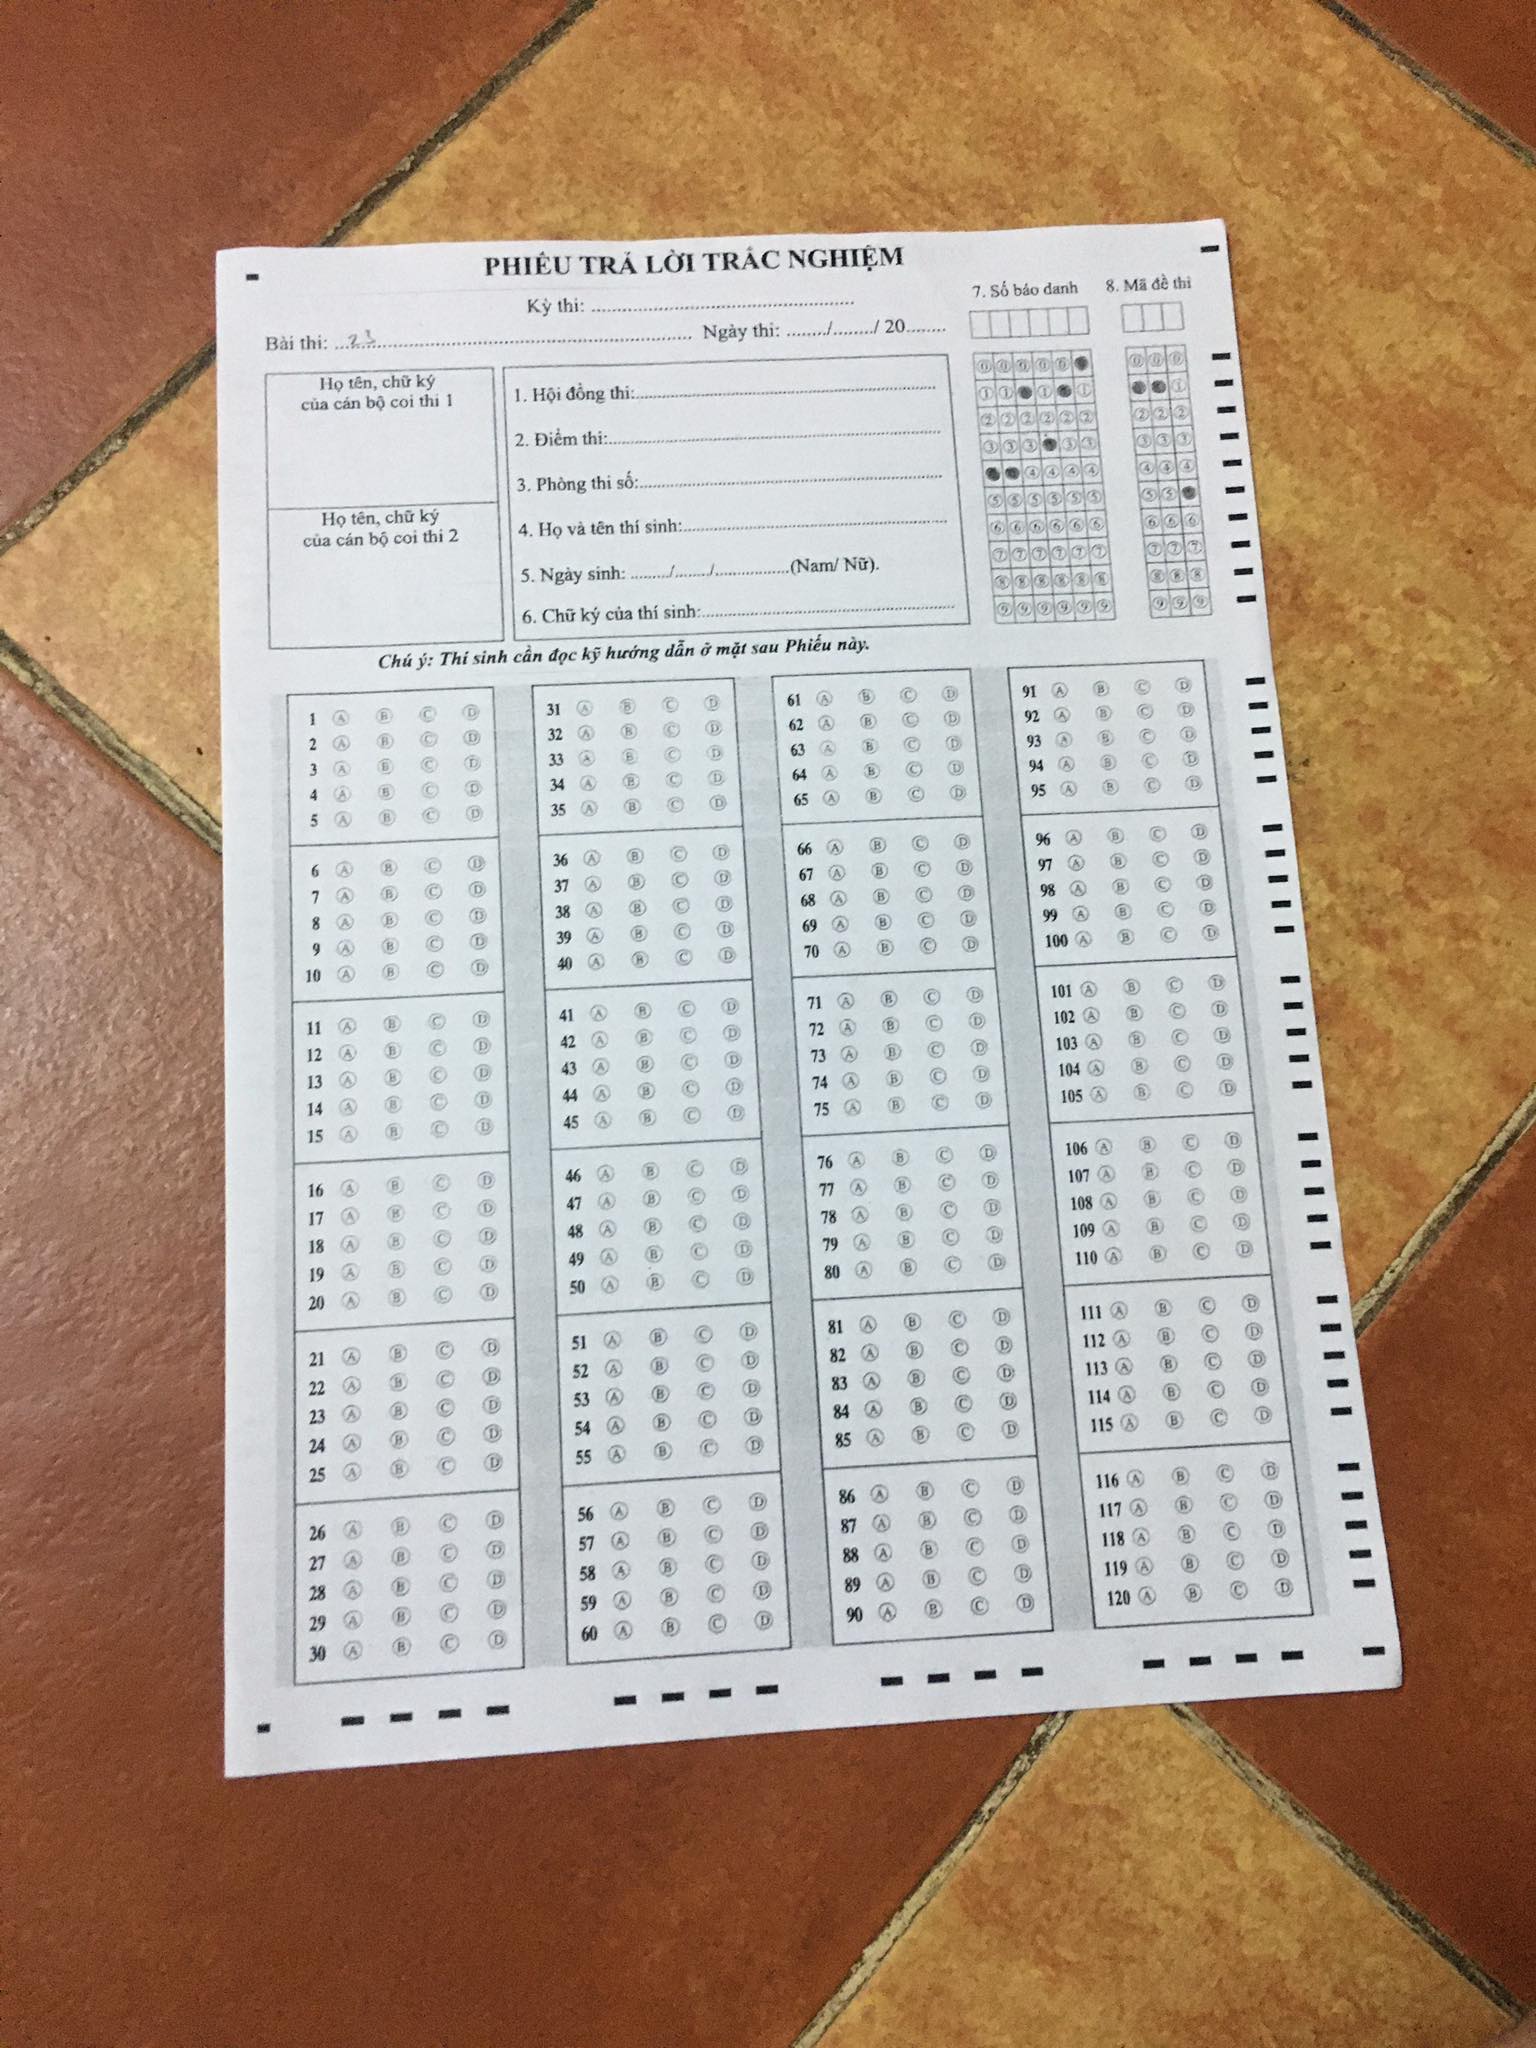 PHIẾU TRẢ LỜI TRẮC NGHIỆM
Kỳ thi: ........................................
Bài thi: ...23...................................................... Ngày thi: ......../......../ 20........
7. Số báo danh
8. Mã đề thi
Họ tên, chữ ký
của cán bộ coi thi 1
Họ tên, chữ ký
của cán bộ coi thi 2
1. Hội đồng thi:..................................................
2. Điểm thi:..................................................
3. Phòng thi số:..................................................
4. Họ và tên thí sinh:..................................................
5. Ngày sinh: ......../......../................(Nam/ Nữ).
6. Chữ ký của thí sinh:..................................................
0 0 0 0 0 0 0 0
1 1 1 1 1
2 2 2 2 2 2 2 2 2
3 3 3 3 3 3 3 3
4 4 4 4 4 4 4
5 5 5 5 5 5 5 5
6 6 6 6 6 6 6 6 6
7 7 7 7 7 7 7 7 7
8 8 8 8 8 8 8 8 8
9 9 9 9 9 9 9 9 9
Chú ý: Thí sinh cần đọc kỹ hướng dẫn ở mặt sau Phiếu này.
1 A B C D
2 A B C D
3 A B C D
4 A B C D
5 A B C D
6 A B C D
7 A B C D
8 A B C D
9 A B C D
10 A B C D
11 A B C D
12 A B C D
13 A B C D
14 A B C D
15 A B C D
16 A B C D
17 A B C D
18 A B C D
19 A B C D
20 A B C D
21 A B C D
22 A B C D
23 A B C D
24 A B C D
25 A B C D
26 A B C D
27 A B C D
28 A B C D
29 A B C D
30 A B C D
31 A B C D
32 A B C D
33 A B C D
34 A B C D
35 A B C D
36 A B C D
37 A B C D
38 A B C D
39 A B C D
40 A B C D
41 A B C D
42 A B C D
43 A B C D
44 A B C D
45 A B C D
46 A B C D
47 A B C D
48 A B C D
49 A B C D
50 A B C D
51 A B C D
52 A B C D
53 A B C D
54 A B C D
55 A B C D
56 A B C D
57 A B C D
58 A B C D
59 A B C D
60 A B C D
61 A B C D
62 A B C D
63 A B C D
64 A B C D
65 A B C D
66 A B C D
67 A B C D
68 A B C D
69 A B C D
70 A B C D
71 A B C D
72 A B C D
73 A B C D
74 A B C D
75 A B C D
76 A B C D
77 A B C D
78 A B C D
79 A B C D
80 A B C D
81 A B C D
82 A B C D
83 A B C D
84 A B C D
85 A B C D
86 A B C D
87 A B C D
88 A B C D
89 A B C D
90 A B C D
91 A B C D
92 A B C D
93 A B C D
94 A B C D
95 A B C D
96 A B C D
97 A B C D
98 A B C D
99 A B C D
100 A B C D
101 A B C D
102 A B C D
103 A B C D
104 A B C D
105 A B C D
106 A B C D
107 A B C D
108 A B C D
109 A B C D
110 A B C D
111 A B C D
112 A B C D
113 A B C D
114 A B C D
115 A B C D
116 A B C D
117 A B C D
118 A B C D
119 A B C D
120 A B C D